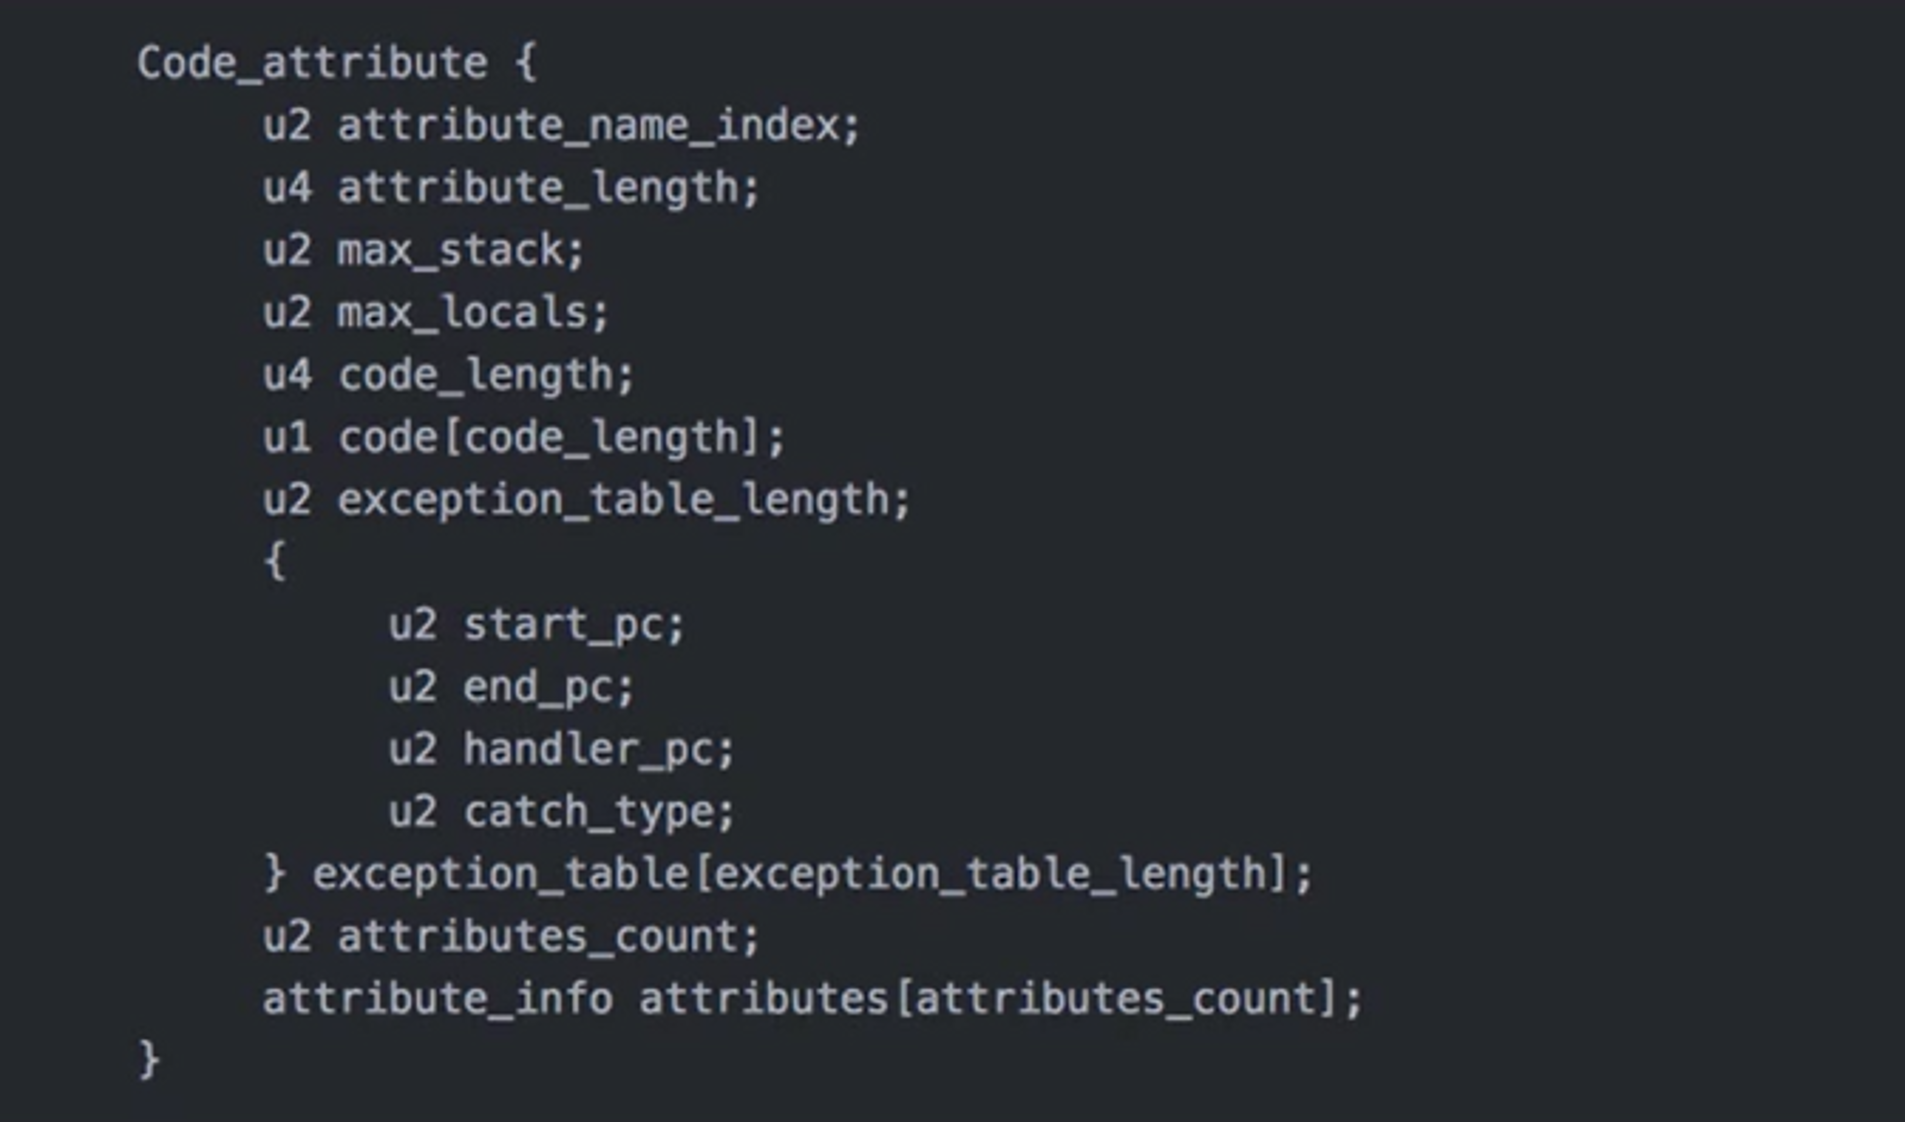 Code_attribute {
u2 attribute_name_index;
u4 attribute_length;
u2 max_stack;
u2 max_locals;
u4 code_length;
u1 code[code_length];
u2 exception_table_length;
{
u2 start_pc;
u2 end_pc;
u2 handler_pc;
u2 catch_type;
} exception_table[exception_table_length];
u2 attributes_count;
attribute_info attributes[attributes_count];
}